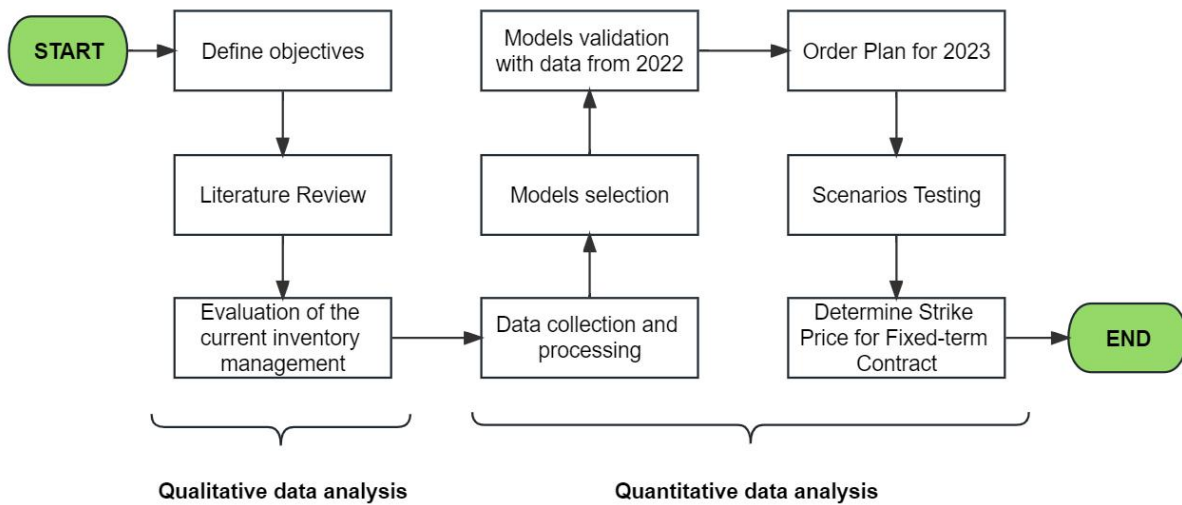 START
Define objectives
Literature Review
Evaluation of the
current inventory
management
Data collection and
processing
Models selection
Models validation
with data from 2022
Order Plan for 2023
Scenarios Testing
Determine Strike
Price for Fixed-term
Contract
END
Qualitative data analysis
Quantitative data analysis